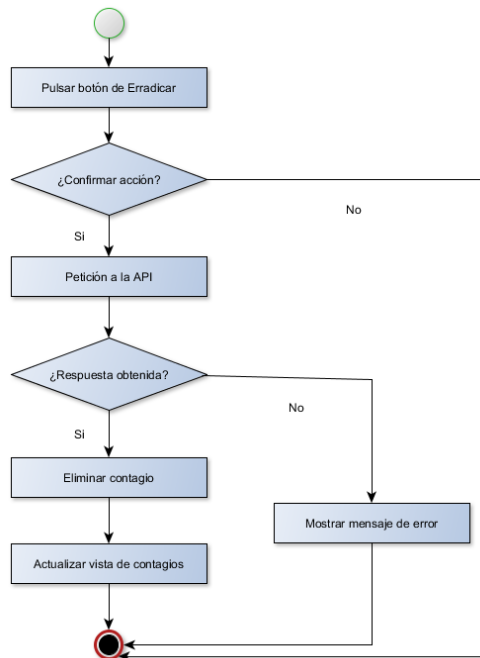 Pulsar botón de Erradicar
¿Confirmar acción?
No
Si
Petición a la API
¿Respuesta obtenida?
No
Si
Eliminar contagio
Mostrar mensaje de error
Actualizar vista de contagios